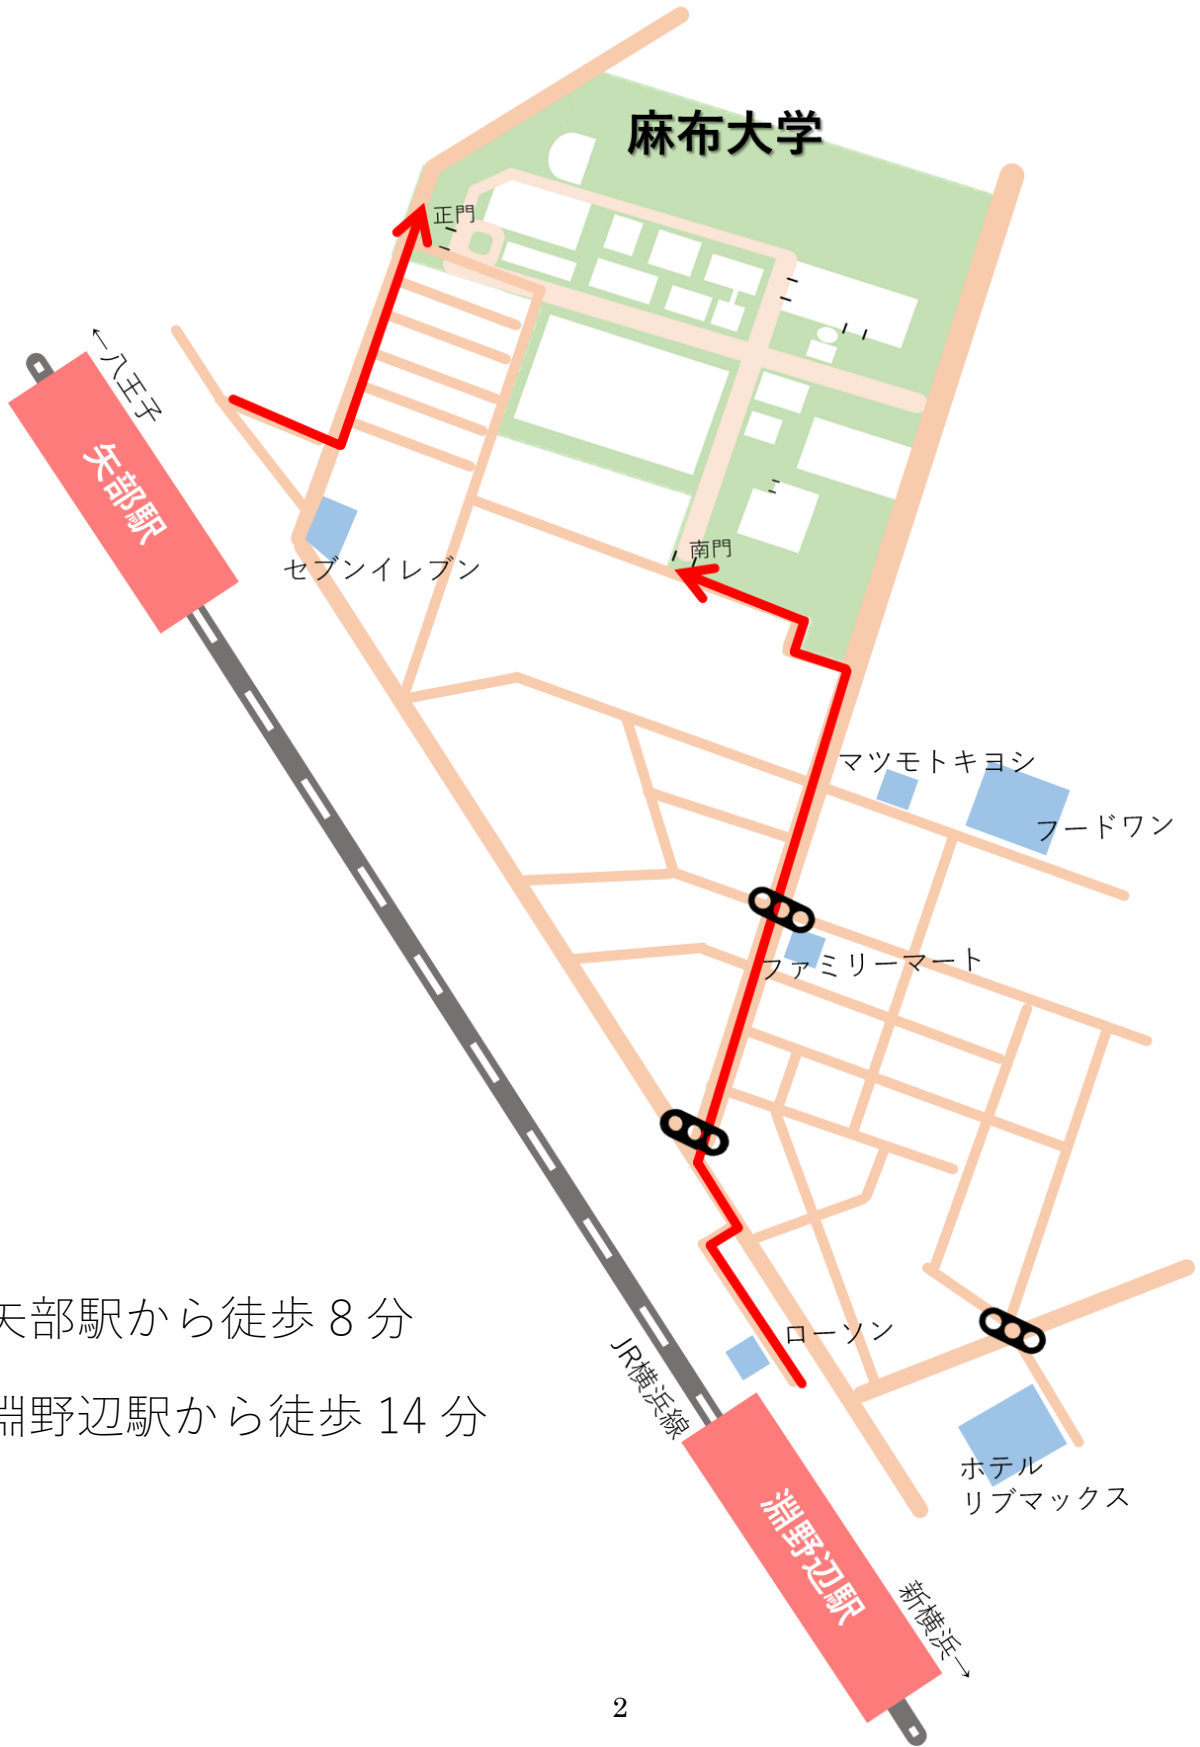 麻布大学
正門
←八王子
矢部駅
セブンイレブン
南門
マツモトキヨシ
フードワン
ファミリーマート
矢部駅から徒歩 8 分
ローソン
JR横浜線
淵野辺駅から徒歩 14 分
ホテル
リブマックス
淵野辺駅
新横浜→
2